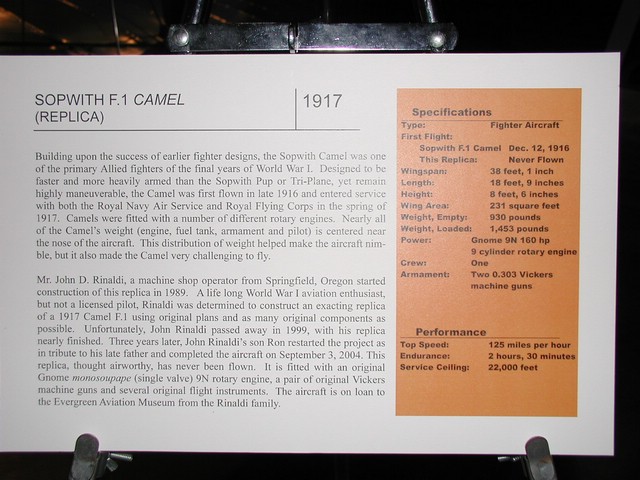 SOPWITH F.1 CAMEL
(REPLICA)
1917
Building upon the success of earlier fighter designs, the Sopwith Camel was one
of the primary Allied fighters of the final years of World War I. Designed to be
faster and more heavily armed than the Sopwith Pup or Tri-Plane, yet remain
highly maneuverable, the Camel was first flown in late 1916 and entered service
with both the Royal Navy Air Service and Royal Flying Corps in the spring of
1917. Camels were fitted with a number of different rotary engines. Nearly all
of the Camel's weight (engine, fuel tank, armament and pilot) is centered near
the nose of the aircraft. This distribution of weight helped make the aircraft nim-
ble, but it also made the Camel very challenging to fly.
Mr. John D. Rinaldi, a machine shop operator from Springfield, Oregon started
construction of this replica in 1989. A life long World War I aviation enthusiast,
but not a licensed pilot, Rinaldi was determined to construct an exacting replica
of a 1917 Camel F.1 using original plans and as many original components as
possible. Unfortunately, John Rinaldi passed away in 1999, with his replica
nearly finished. Three years later, John Rinaldi's son Ron restarted the project as
in tribute to his late father and completed the aircraft on September 3, 2004. This
replica, thought airworthy, has never been flown. It is fitted with an original
Gnome monosoupape (single valve) 9N rotary engine, a pair of original Vickers
machine guns and several original flight instruments. The aircraft is on loan to
the Evergreen Aviation Museum from the Rinaldi family.
Specifications
Type: Fighter Aircraft
First Flight:
Sopwith F.1 Camel Dec. 12, 1916
This Replica: Never Flown
Wingspan: 38 feet, 1 inch
Length: 18 feet, 9 inches
Height: 8 feet, 6 inches
Wing Area: 231 square feet
Weight, Empty: 930 pounds
Weight, Loaded: 1,453 pounds
Power: Gnome 9N 160 hp
9 cylinder rotary engine
Crew: One
Armament: Two 0.303 Vickers
machine guns
Performance
Top Speed: 125 miles per hour
Endurance: 2 hours, 30 minutes
Service Ceiling: 22,000 feet